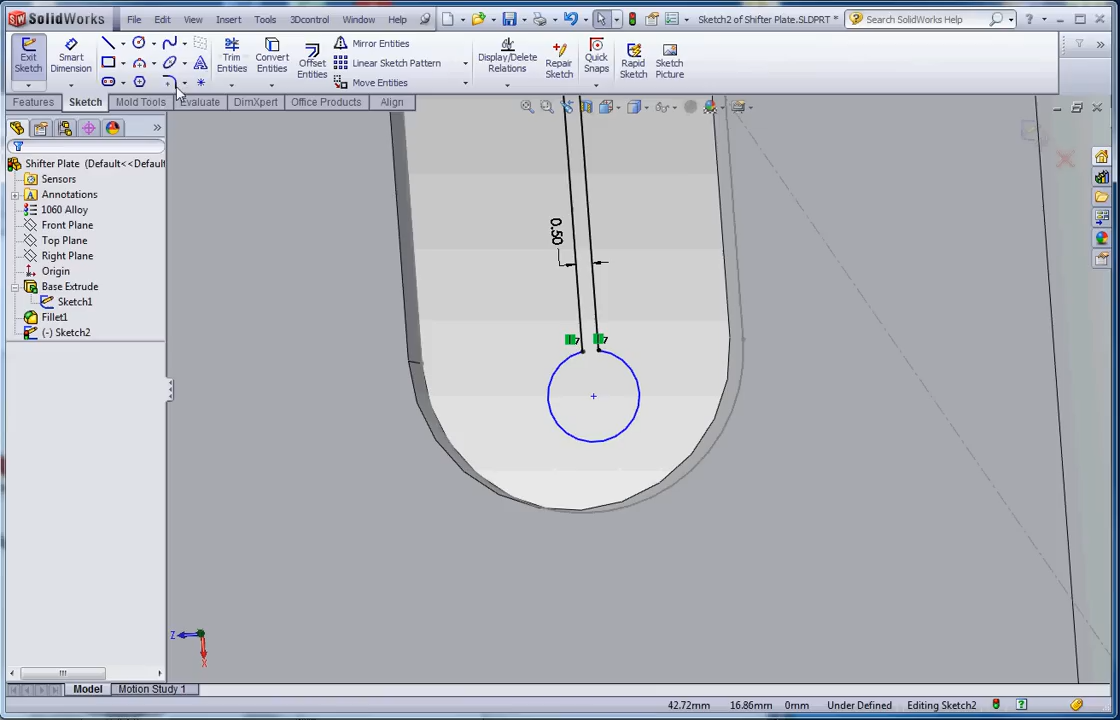 SolidWorks File Edit View Insert Tools 3Dcontrol Window Help Sketch2 of Shifter Plate.SLDPRT * Search SolidWorks Help
Exit Sketch
Smart Dimension
Trim Entities
Convert Entities
Offset Entities
Mirror Entities
Linear Sketch Pattern
Move Entities
Display/Delete Relations
Repair Sketch
Quick Snaps
Rapid Sketch
Sketch Picture
Features Sketch Mold Tools Evaluate DimXpert Office Products Align
Shifter Plate (Default<<Defaul
Sensors
Annotations
1060 Alloy
Front Plane
Top Plane
Right Plane
Origin
Base Extrude
Sketch1
Fillet1
(-) Sketch2
0.50
7 7
Z
X
Model Motion Study 1
42.72mm 16.86mm 0mm Under Defined Editing Sketch2